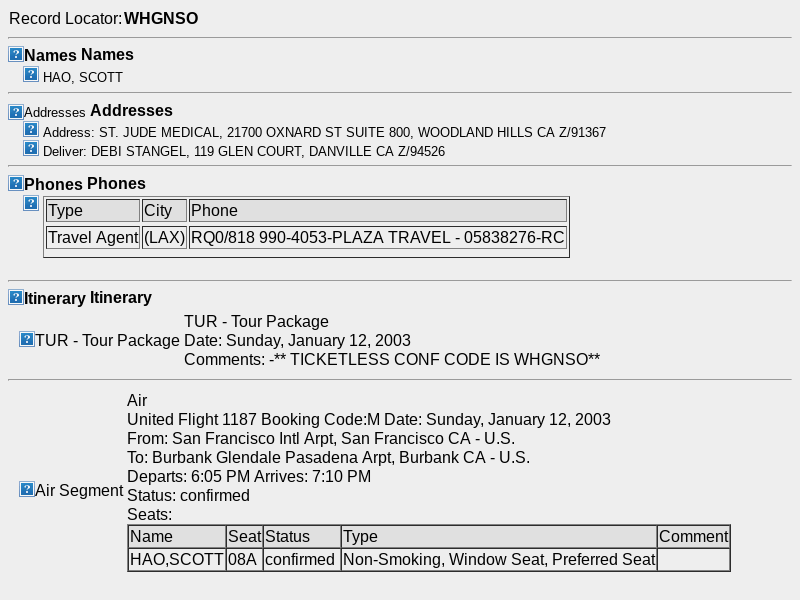 Record Locator: WHGNSO
Names Names
HAO, SCOTT
Addresses Addresses
Address: ST. JUDE MEDICAL, 21700 OXNARD ST SUITE 800, WOODLAND HILLS CA Z/91367
Deliver: DEBI STANGEL, 119 GLEN COURT, DANVILLE CA Z/94526
Phones Phones
Type City Phone
Travel Agent (LAX) RQ0/818 990-4053-PLAZA TRAVEL - 05838276-RC
Itinerary Itinerary
TUR - Tour Package
TUR - Tour Package
Date: Sunday, January 12, 2003
Comments: -** TICKETLESS CONF CODE IS WHGNSO**
Air Segment
Air
United Flight 1187 Booking Code:M Date: Sunday, January 12, 2003
From: San Francisco Intl Arpt, San Francisco CA - U.S.
To: Burbank Glendale Pasadena Arpt, Burbank CA - U.S.
Departs: 6:05 PM Arrives: 7:10 PM
Status: confirmed
Seats:
Name Seat Status Type Comment
HAO,SCOTT 08A confirmed Non-Smoking, Window Seat, Preferred Seat